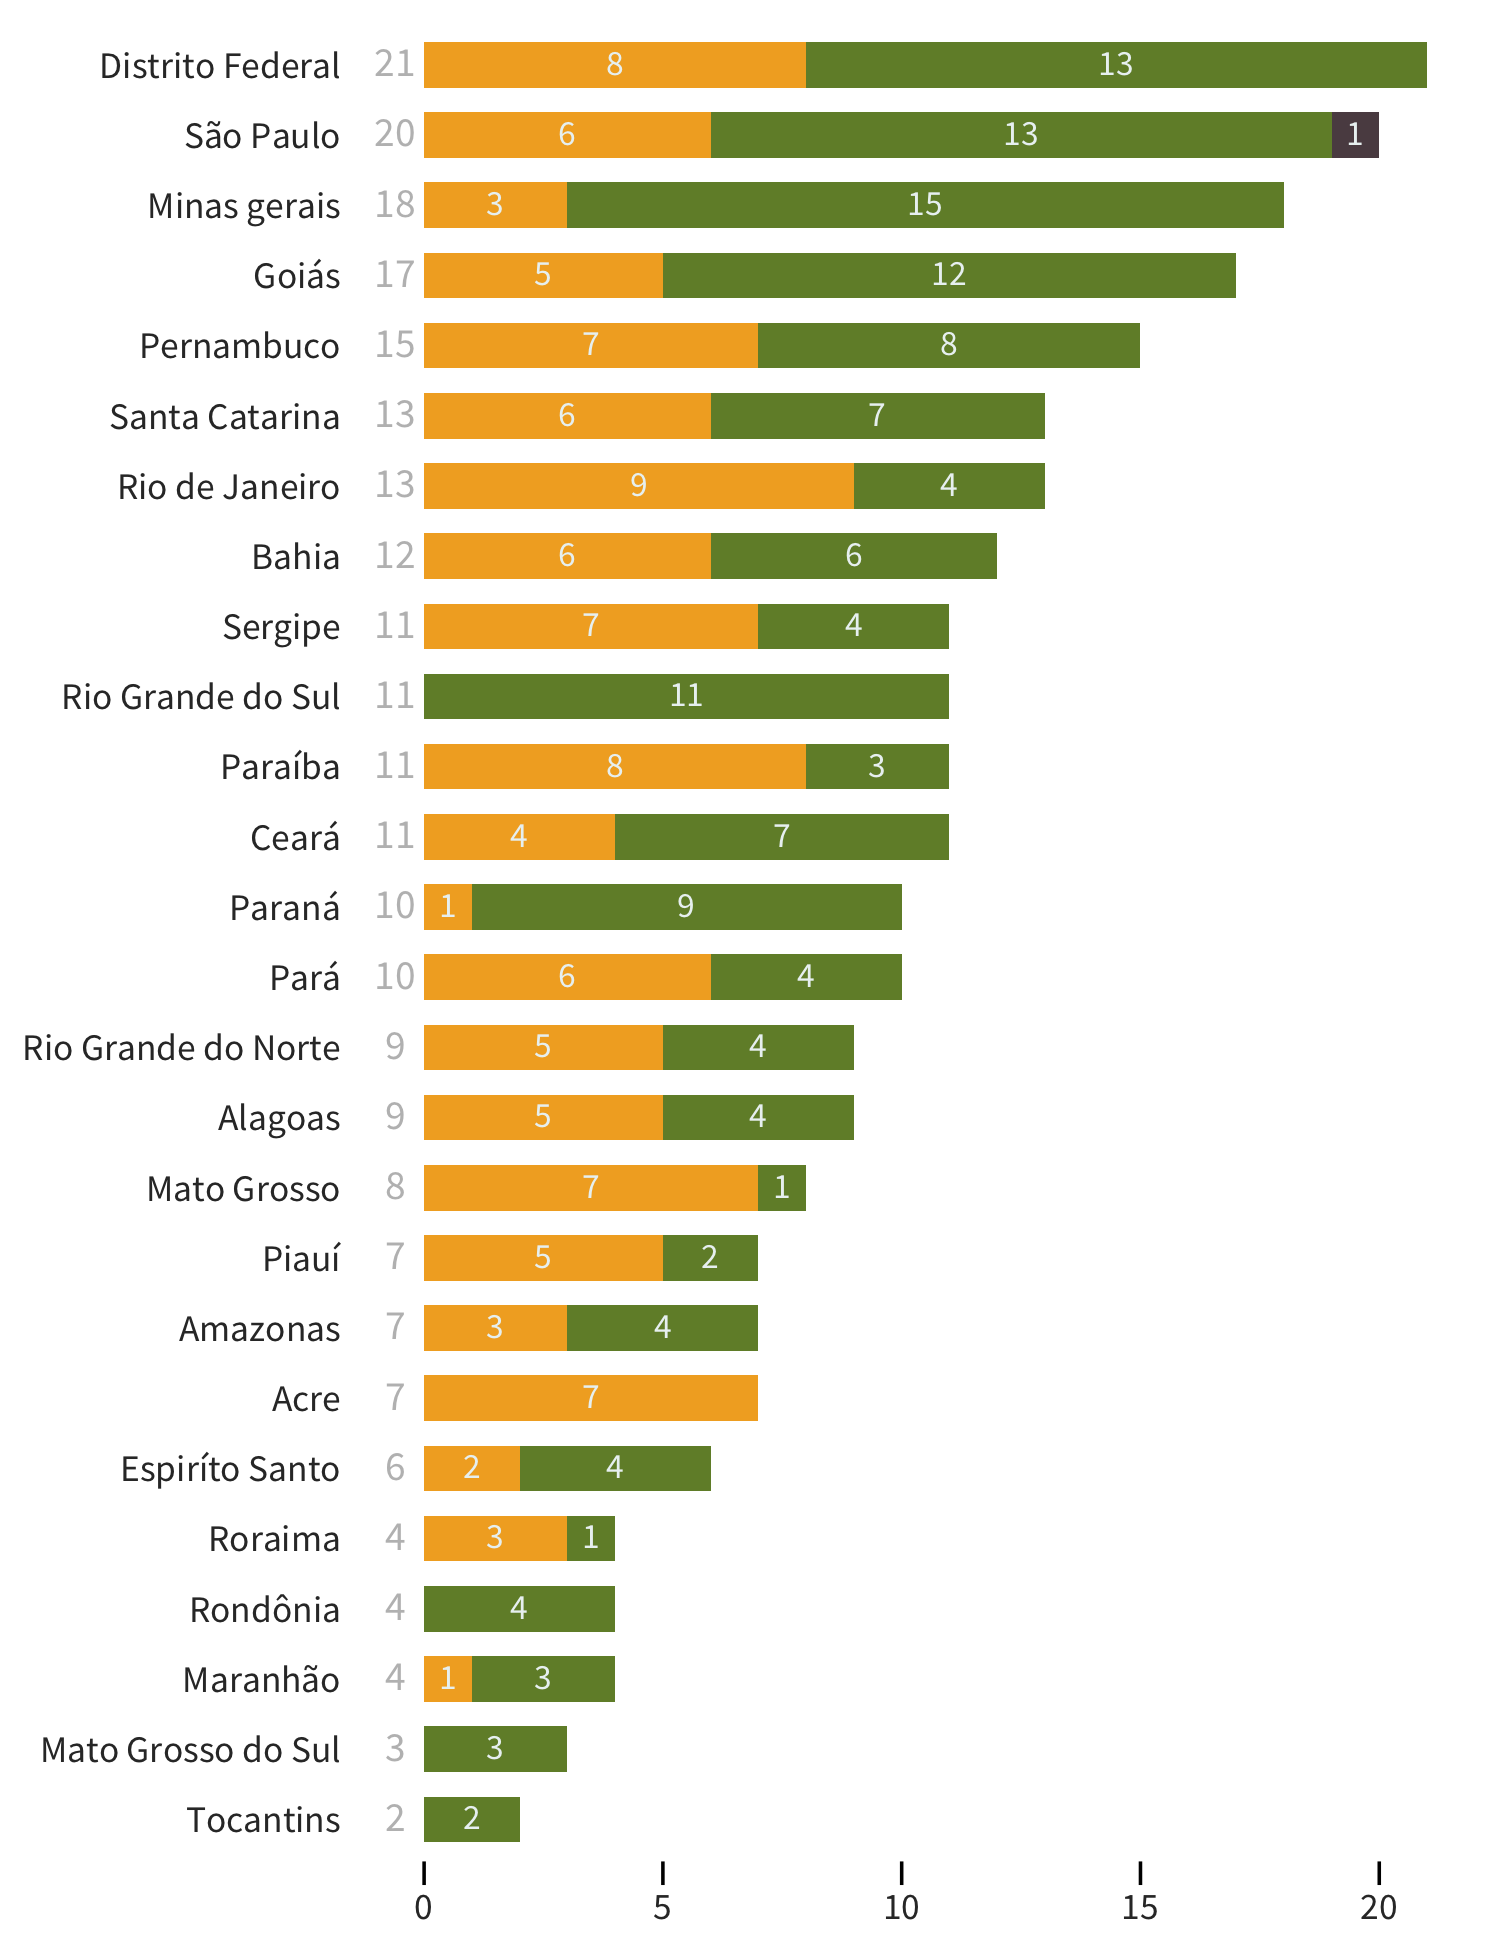 Distrito Federal 21 8 13
São Paulo 20 6 13 1
Minas gerais 18 3 15
Goiás 17 5 12
Pernambuco 15 7 8
Santa Catarina 13 6 7
Rio de Janeiro 13 9 4
Bahia 12 6 6
Sergipe 11 7 4
Rio Grande do Sul 11 11
Paraíba 11 8 3
Ceará 11 4 7
Paraná 10 1 9
Pará 10 6 4
Rio Grande do Norte 9 5 4
Alagoas 9 5 4
Mato Grosso 8 7 1
Piauí 7 5 2
Amazonas 7 3 4
Acre 7 7
Espiríto Santo 6 2 4
Roraima 4 3 1
Rondônia 4 4
Maranhão 4 1 3
Mato Grosso do Sul 3 3
Tocantins 2 2
0 5 10 15 20